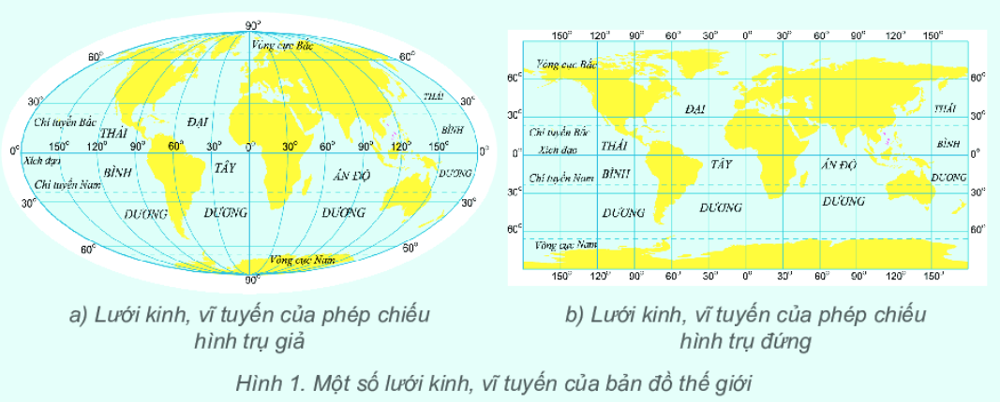 90°
Vòng cực Bắc
60° 60°
30° 30°
THÁI
Chí tuyến Bắc
ĐẠI
THÁI
BÌNH
0° 150° 120° 90° 60° 30° 0° 30° 60° 90° 120° 150° 0°
Xích đạo
TÂY
BÌNH
ẤN ĐỘ
DƯƠNG
Chí tuyến Nam
30° 30°
DƯƠNG DƯƠNG DƯƠNG
60° 60°
Vòng cực Nam
90°
a) Lưới kinh, vĩ tuyến của phép chiếu
hình trụ giả
150° 120° 90° 60° 30° 0° 30° 60° 90° 120° 150°
Vòng cực Bắc
60° 60°
ĐẠI
THÁI
30° 30°
Chí tuyến Bắc
THÁI
BÌNH
Xích đạo
0° 0°
TÂY
ẤN ĐỘ
Chí tuyến Nam
BÌNH
DƯƠNG
30° 30°
DƯƠNG DƯƠNG DƯƠNG
60° 60°
Vòng cực Nam
150° 120° 90° 60° 30° 0° 30° 60° 90° 120° 150°
b) Lưới kinh, vĩ tuyến của phép chiếu
hình trụ đứng
Hình 1. Một số lưới kinh, vĩ tuyến của bản đồ thế giới